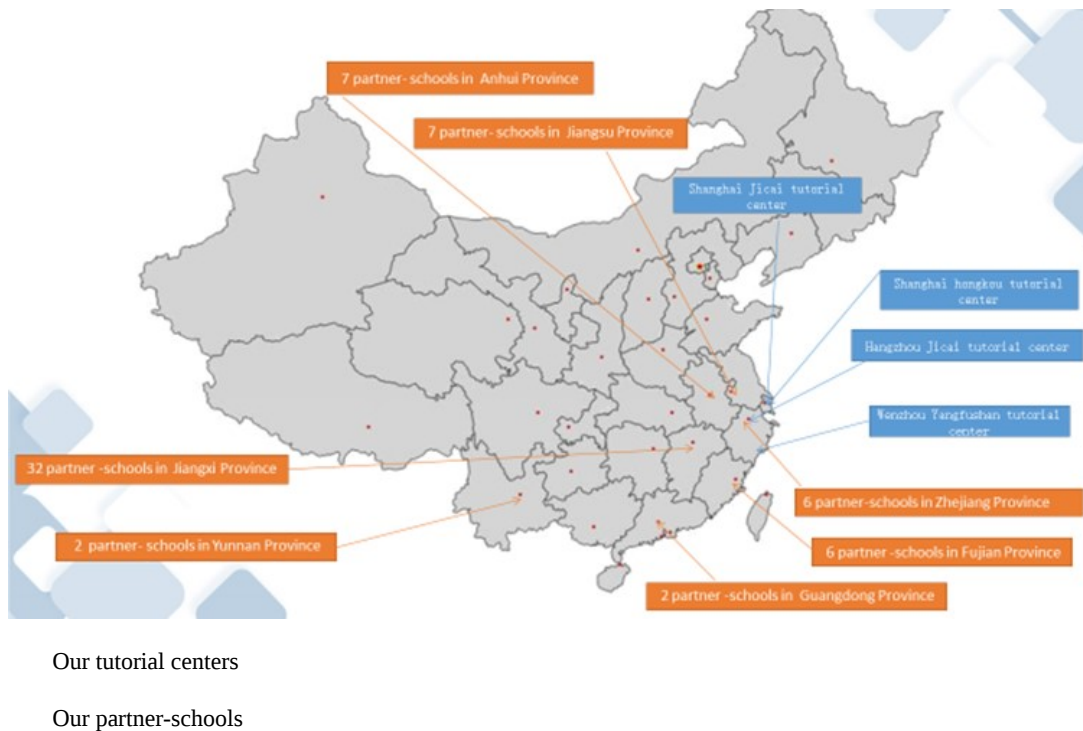 7 partner- schools in Anhui Province
7 partner- schools in Jiangsu Province
Shanghai Jicai tutorial
center
Shanghai hongkou tutorial
center
Hangzhou Jicai tutorial center
Wenzhou Yangfushan tutorial
center
32 partner -schools in Jiangxi Province
6 partner-schools in Zhejiang Province
2 partner- schools in Yunnan Province
6 partner -schools in Fujian Province
2 partner -schools in Guangdong Province
Our tutorial centers
Our partner-schools